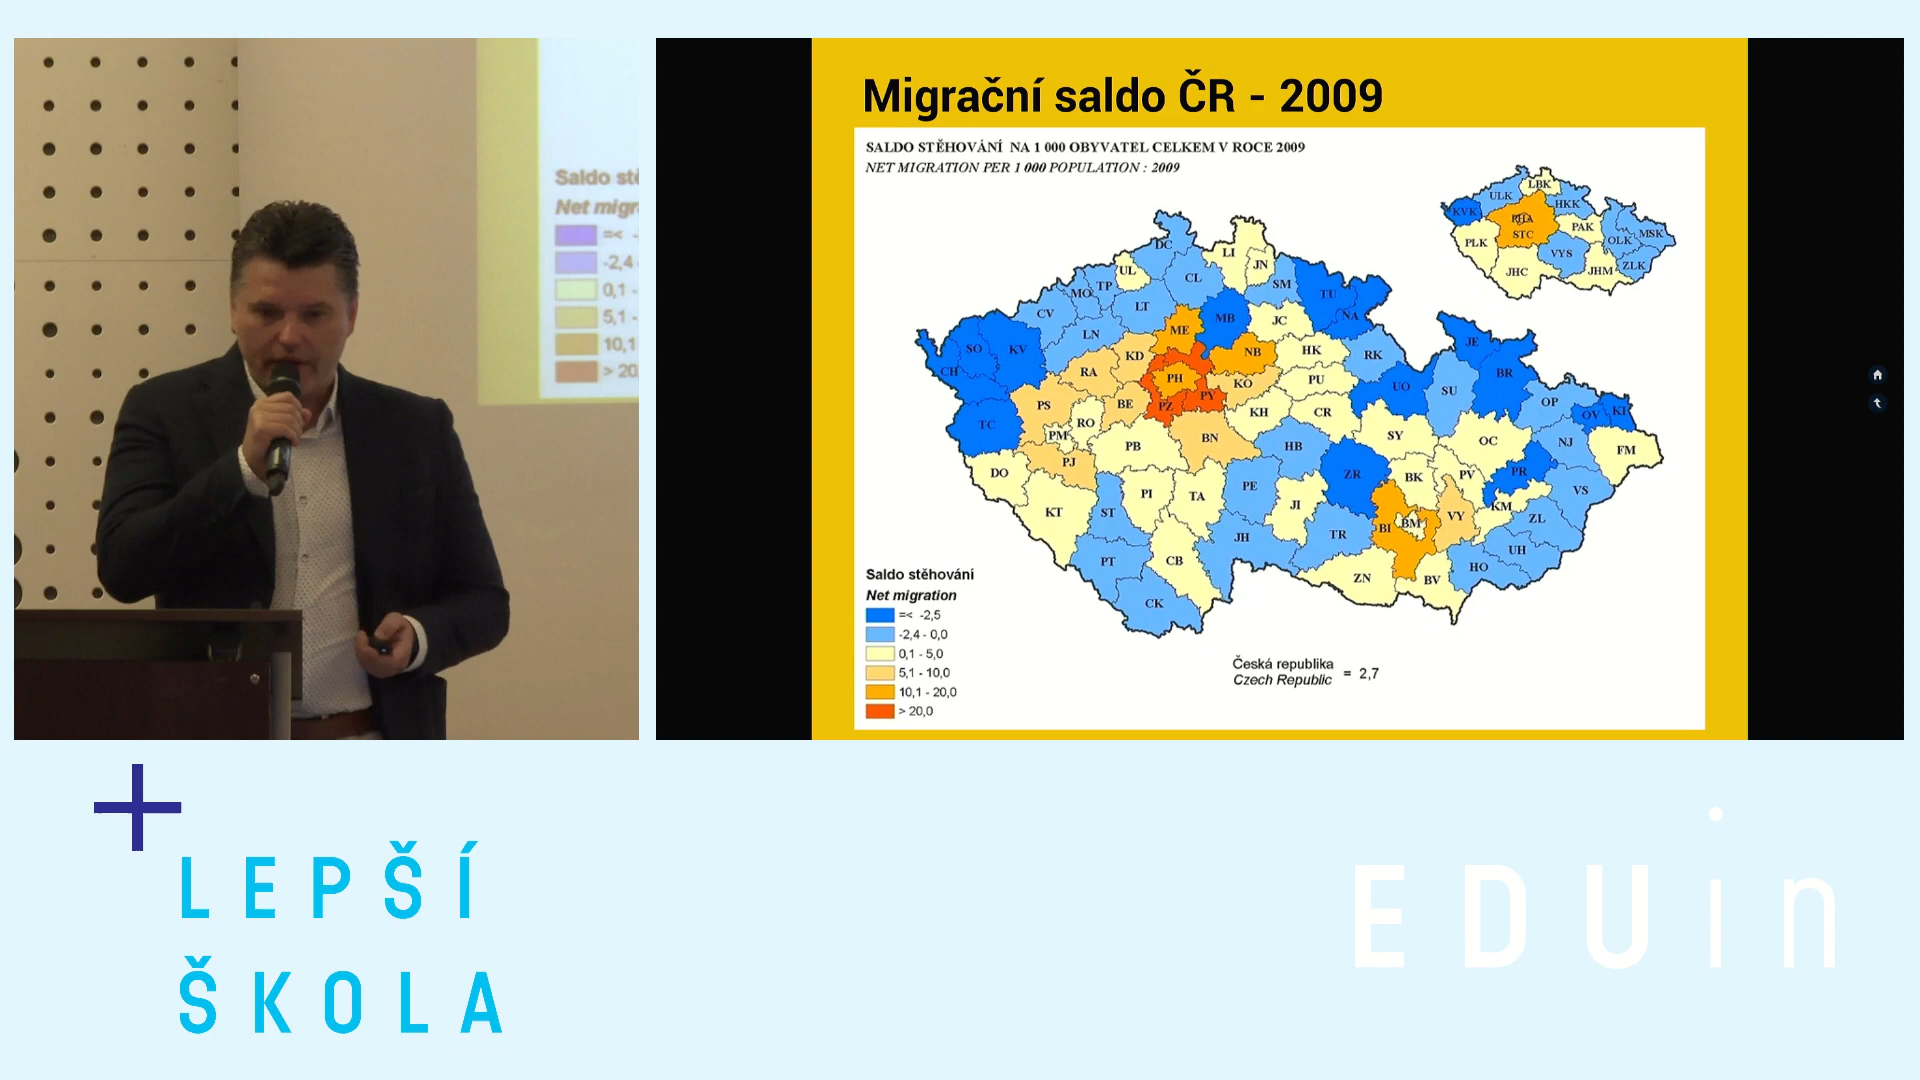 Saldo stě
Net migr
=< -
-2,4
0,1 -
5,1 -
10,1
> 20
Migrační saldo ČR - 2009
SALDO STĚHOVÁNÍ NA 1 000 OBYVATEL CELKEM V ROCE 2009
NET MIGRATION PER 1 000 POPULATION : 2009
LBK
ULK
HKK
KVK
PHA
PAK
STC
MSK
PLK
OLK
VYS
ZLK
JHC
JHM
DC
LI
UL
JN
CL
TP
SM
MO
TU
LT
CV
NA
MB
JC
ME
LN
JE
SO
KV
HK
NB
KD
RK
CH
RA
BR
PH
PU
KO
UO
SU
PY
OP
PS
BE
PZ
KI
OV
KH
CR
RO
TC
PM
SY
BN
OC
NJ
PB
HB
FM
PJ
DO
PR
ZR
PV
BK
PE
VS
PI
TA
JI
KM
KT
ST
VY
ZL
BM
BI
TR
JH
UH
PT
CB
HO
ZN
BV
CK
Saldo stěhování
Net migration
=< -2,5
-2,4 - 0,0
0,1 - 5,0
5,1 - 10,0
10,1 - 20,0
> 20,0
Česká republika
Czech Republic = 2,7
LEPŠÍ
ŠKOLA
EDUin